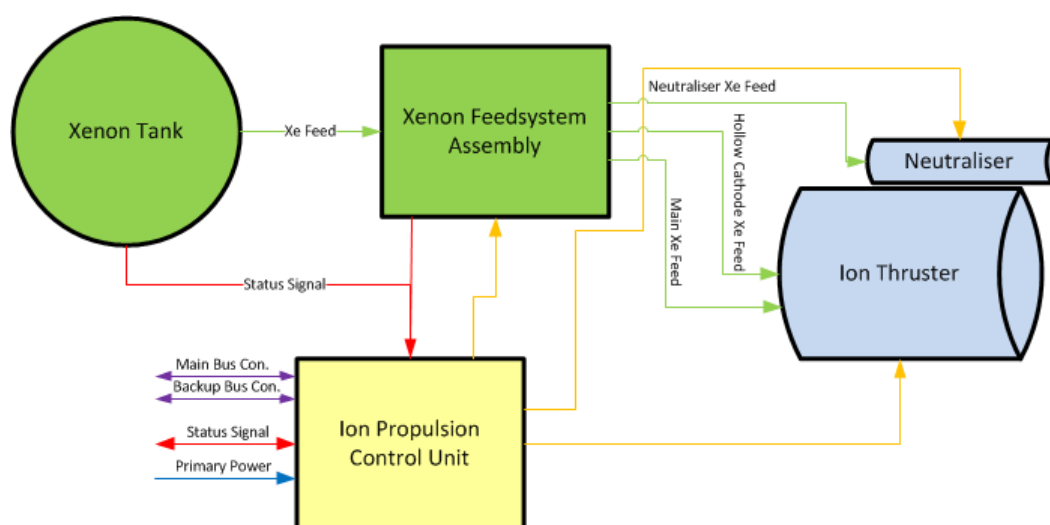 Xenon Tank
Xe Feed
Xenon Feedsystem
Assembly
Neutraliser Xe Feed
Hollow Cathode Xe Feed
Main Xe Feed
Neutraliser
Ion Thruster
Status Signal
Main Bus Con.
Backup Bus Con.
Status Signal
Primary Power
Ion Propulsion
Control Unit